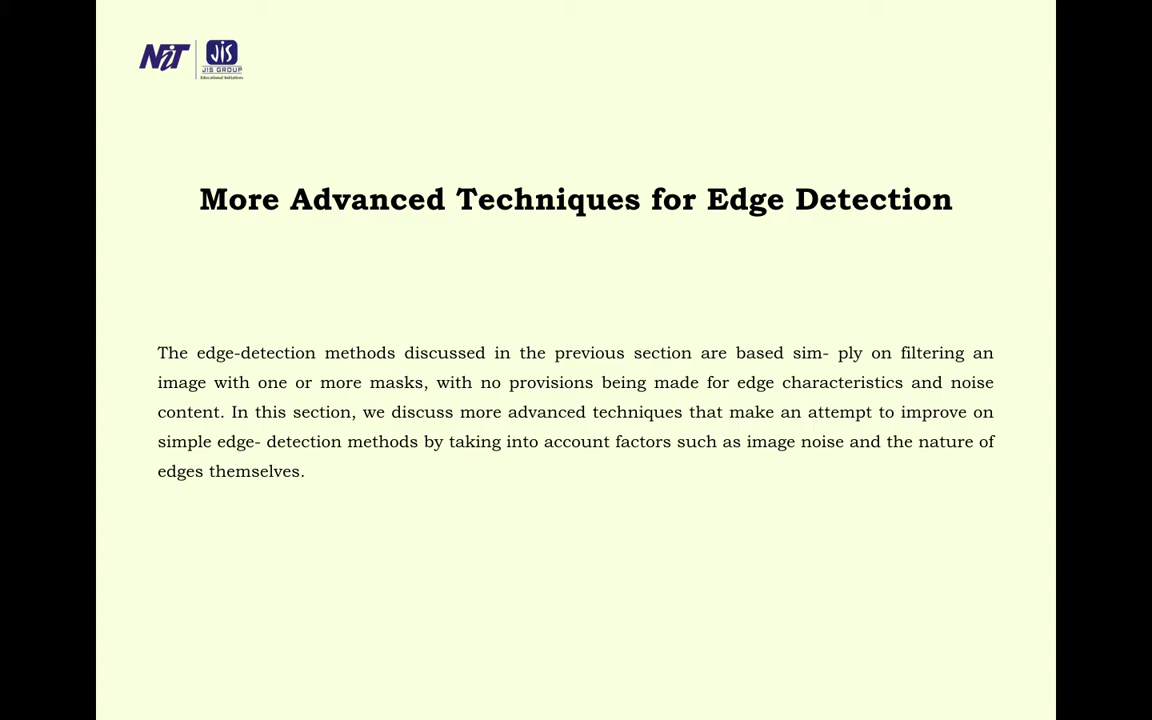 NiT
JIS
JIS GROUP
Educational Initiatives
More Advanced Techniques for Edge Detection
The edge-detection methods discussed in the previous section are based sim- ply on filtering an
image with one or more masks, with no provisions being made for edge characteristics and noise
content. In this section, we discuss more advanced techniques that make an attempt to improve on
simple edge- detection methods by taking into account factors such as image noise and the nature of
edges themselves.